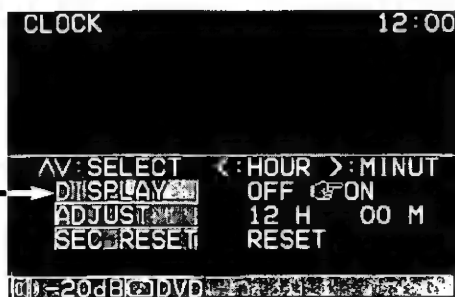 CLOCK 12:00
∧∨:SELECT <:HOUR >:MINUT
DISPLAY OFF ☞ON
ADJUST 12 H 00 M
SEC RESET RESET
-20dB DVD